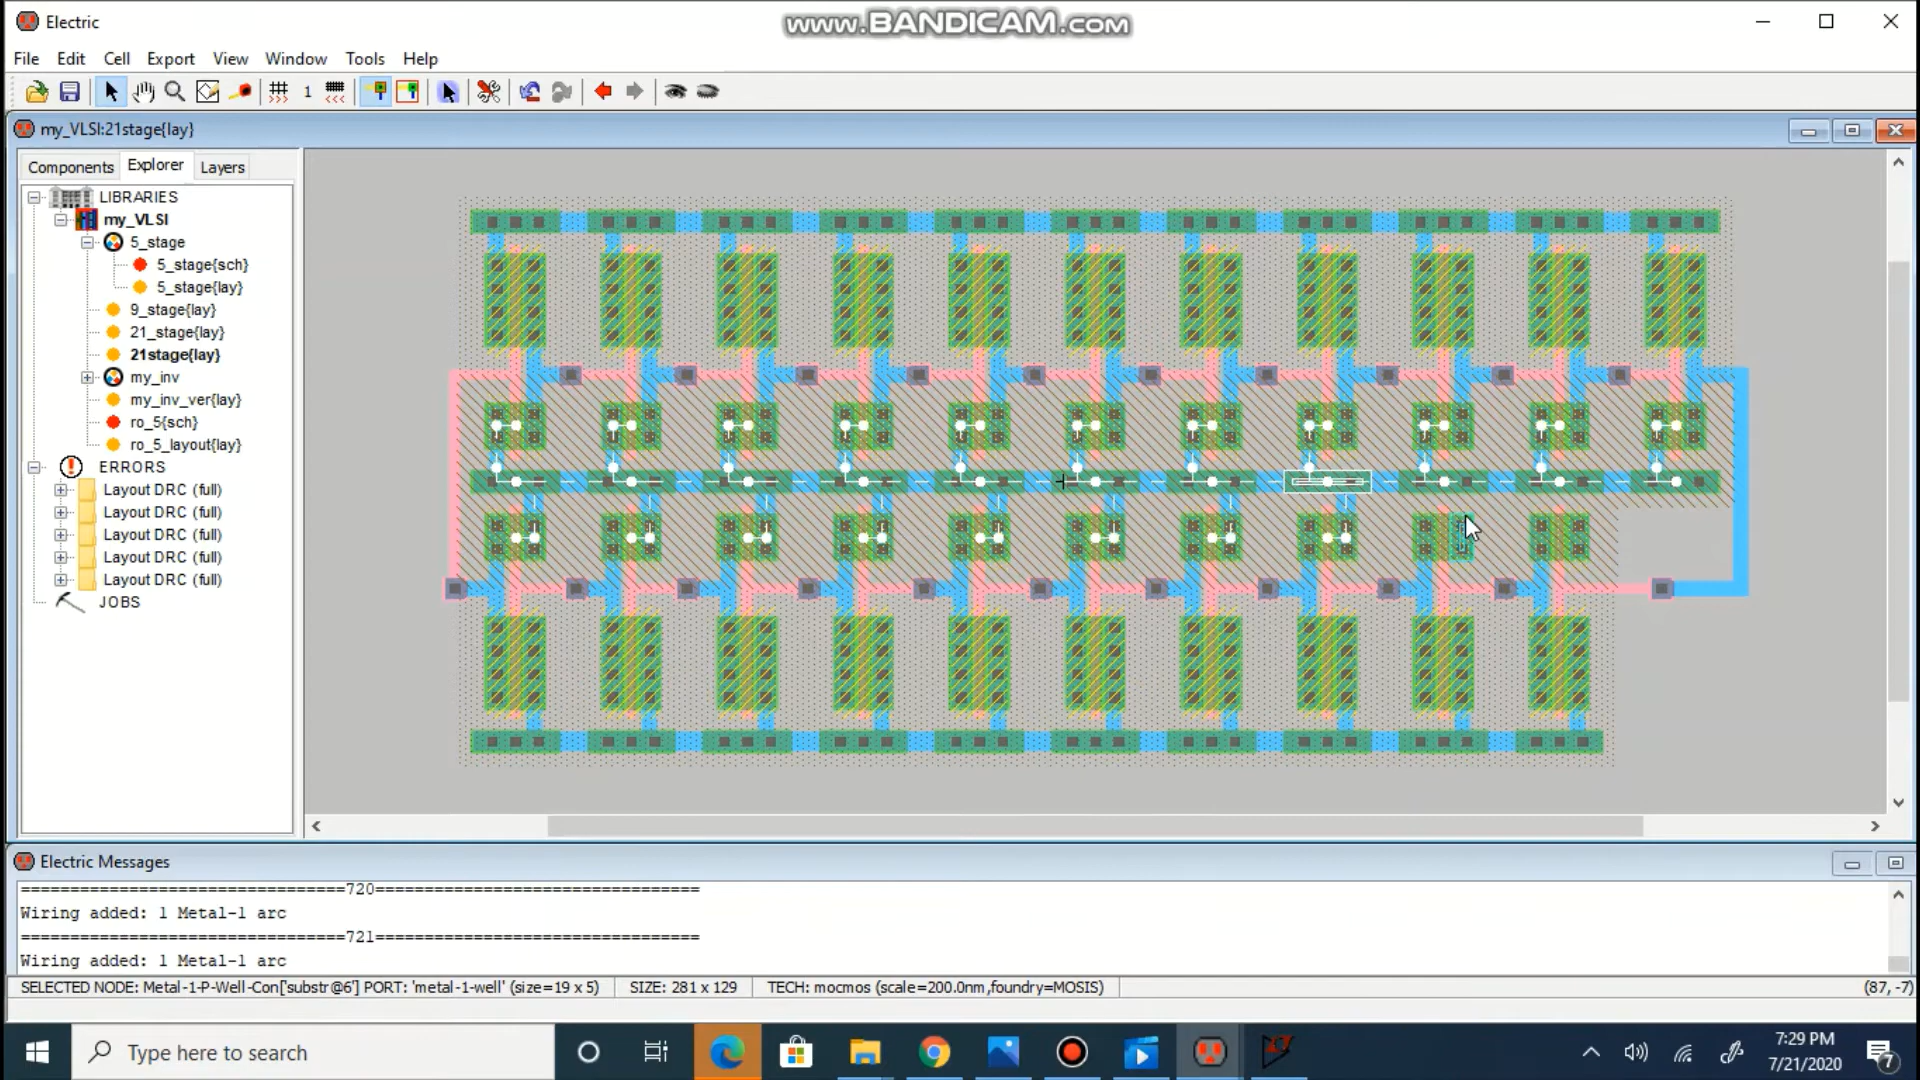 Electric
www.BANDICAM.com
File Edit Cell Export View Window Tools Help
1
my_VLSI:21stage{lay}
Components Explorer Layers
LIBRARIES
my_VLSI
5_stage
5_stage{sch}
5_stage{lay}
9_stage{lay}
21_stage{lay}
21stage{lay}
my_inv
my_inv_ver{lay}
ro_5{sch}
ro_5_layout{lay}
ERRORS
Layout DRC (full)
Layout DRC (full)
Layout DRC (full)
Layout DRC (full)
Layout DRC (full)
JOBS
Electric Messages
=================================720=================================
Wiring added: 1 Metal-1 arc
=================================721=================================
Wiring added: 1 Metal-1 arc
SELECTED NODE: Metal-1-P-Well-Con['substr@6'] PORT: 'metal-1-well' (size=19 x 5) SIZE: 281 x 129 TECH: mocmos (scale=200.0nm,foundry=MOSIS) (87, -7)
Type here to search
7:29 PM
7/21/2020
7